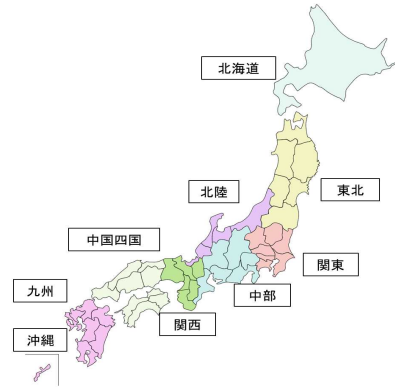 北海道
東北
北陸
中国四国
関東
九州
中部
関西
沖縄